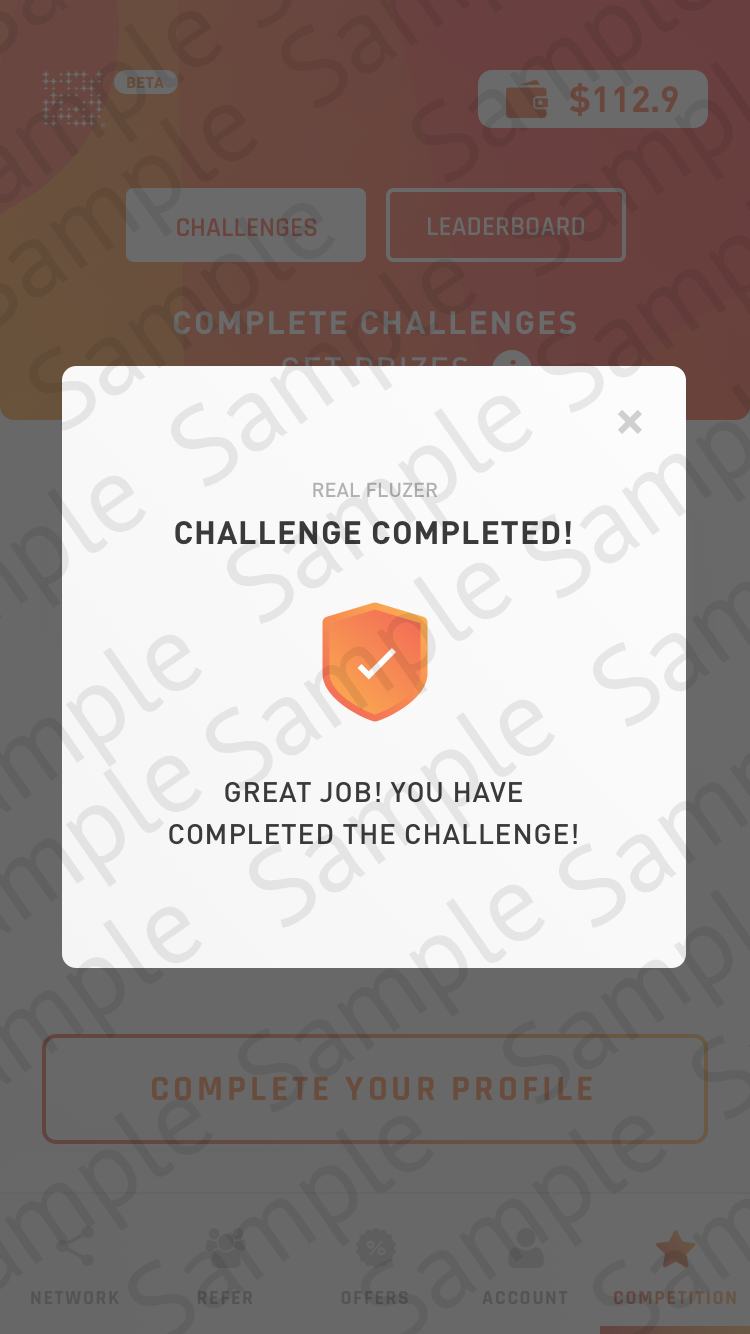 BETA
$112.9
CHALLENGES
LEADERBOARD
COMPLETE CHALLENGES
GET PRIZES i
REAL FLUZER
CHALLENGE COMPLETED!
GREAT JOB! YOU HAVE
COMPLETED THE CHALLENGE!
COMPLETE YOUR PROFILE
NETWORK
REFER
%
OFFERS
ACCOUNT
COMPETITION
Sample